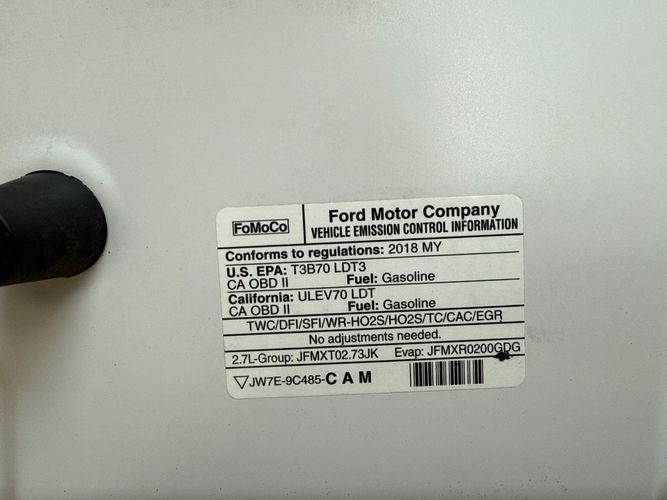 FoMoCo
Ford Motor Company
VEHICLE EMISSION CONTROL INFORMATION
Conforms to regulations: 2018 MY
U.S. EPA: T3B70 LDT3
CA OBD II Fuel: Gasoline
California: ULEV70 LDT
CA OBD II Fuel: Gasoline
TWC/DFI/SFI/WR-HO2S/HO2S/TC/CAC/EGR
No adjustments needed.
2.7L-Group: JFMXT02.73JK Evap: JFMXR0200GDG
▽JW7E-9C485-C A M